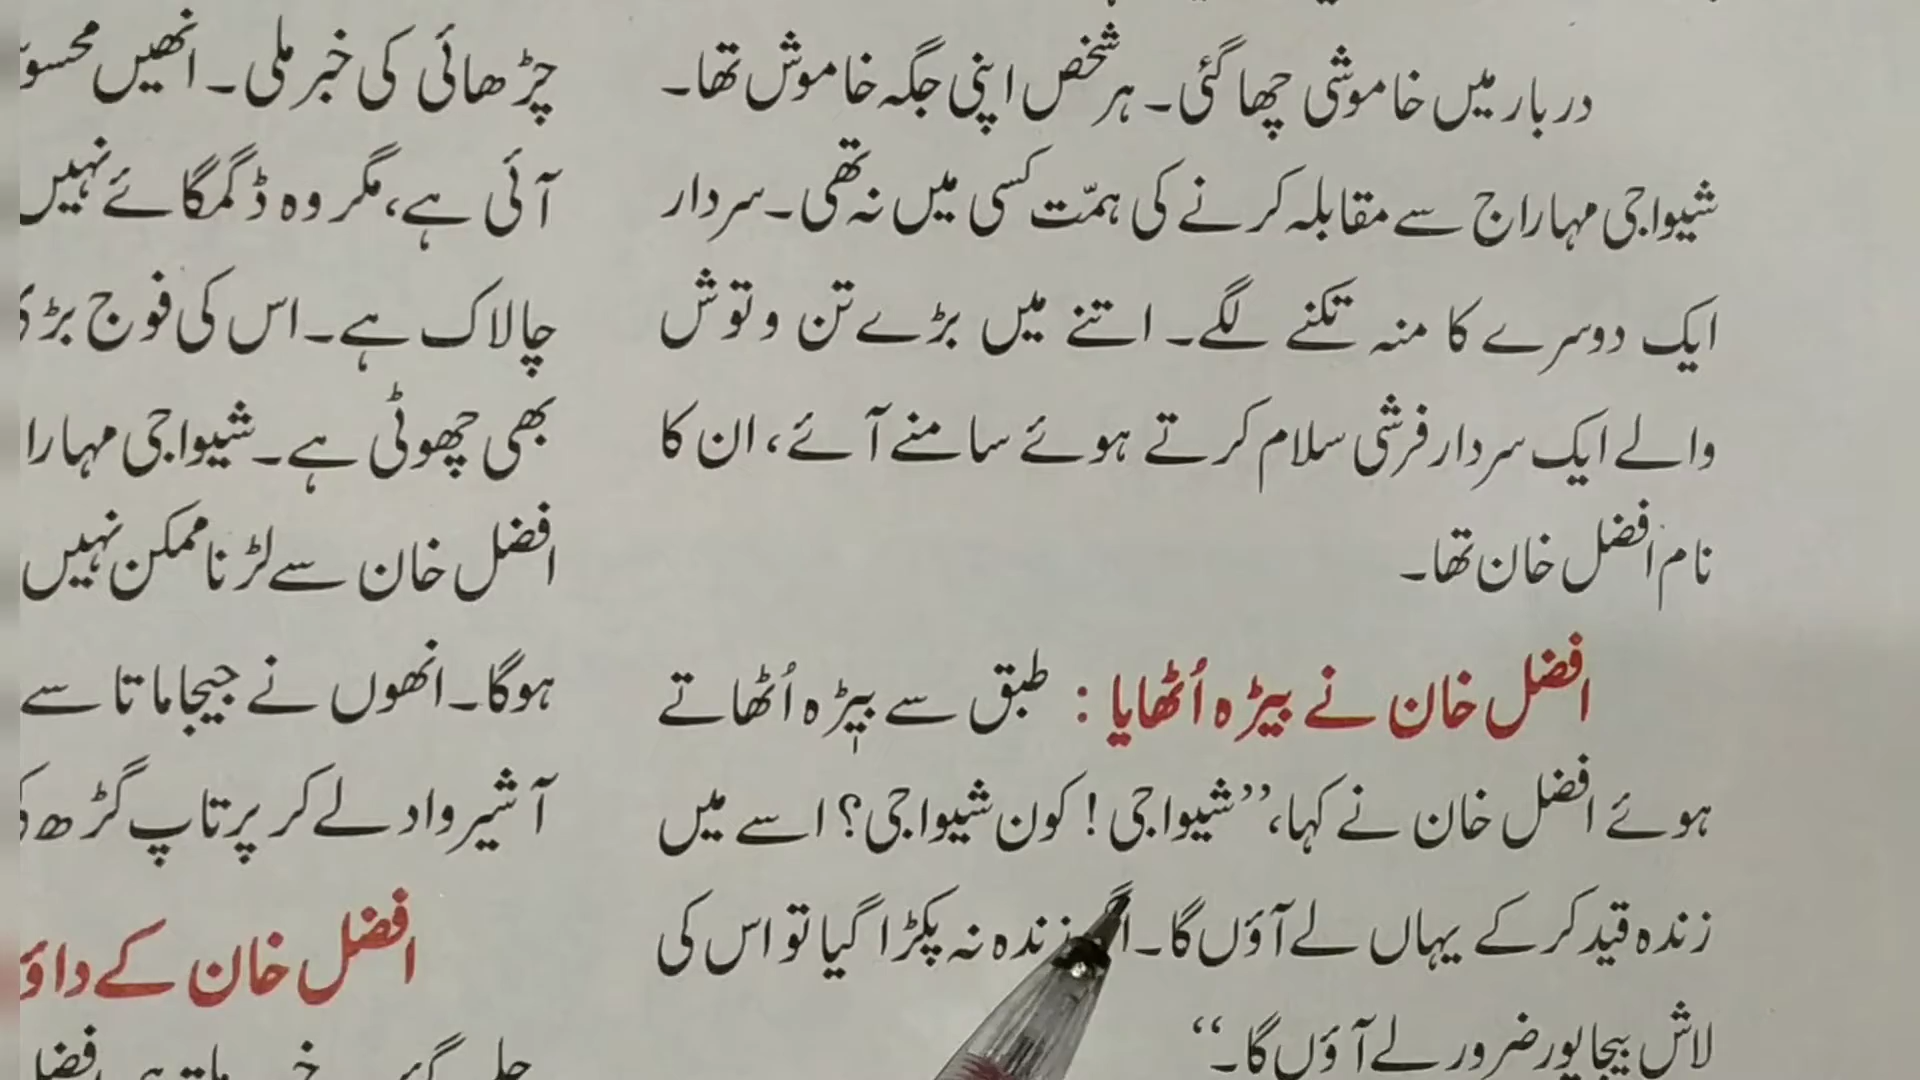 دربار میں خاموشی چھا گئی۔ ہر شخص اپنی جگہ خاموش تھا۔
شیواجی مہاراج سے مقابلہ کرنے کی ہمّت کسی میں نہ تھی۔ سردار
ایک دوسرے کا منہ تکنے لگے۔ اتنے میں بڑے تن و توش
والے ایک سردار فرشی سلام کرتے ہوئے سامنے آئے، ان کا
نام افضل خان تھا۔
افضل خان نے بیڑہ اُٹھایا : طبق سے بیڑہ اُٹھاتے
ہوئے افضل خان نے کہا، ”شیواجی! کون شیواجی؟ اسے میں
زندہ قید کرکے یہاں لے آؤں گا۔ زندہ نہ پکڑا گیا تو اس کی
لاش بیجاپور ضرور لے آؤں گا۔“
چڑھائی کی خبر ملی۔ انھیں
آئی ہے، مگر وہ ڈگمگائے نہیں
چالاک ہے۔ اس کی فوج بڑی
بھی چھوٹی ہے۔ شیواجی
افضل خان سے لڑنا ممکن نہیں
ہوگا۔ انھوں نے جیجاماتا سے
آشیرواد لے کر پرتاپ گڑھ
افضل خان کے داؤ